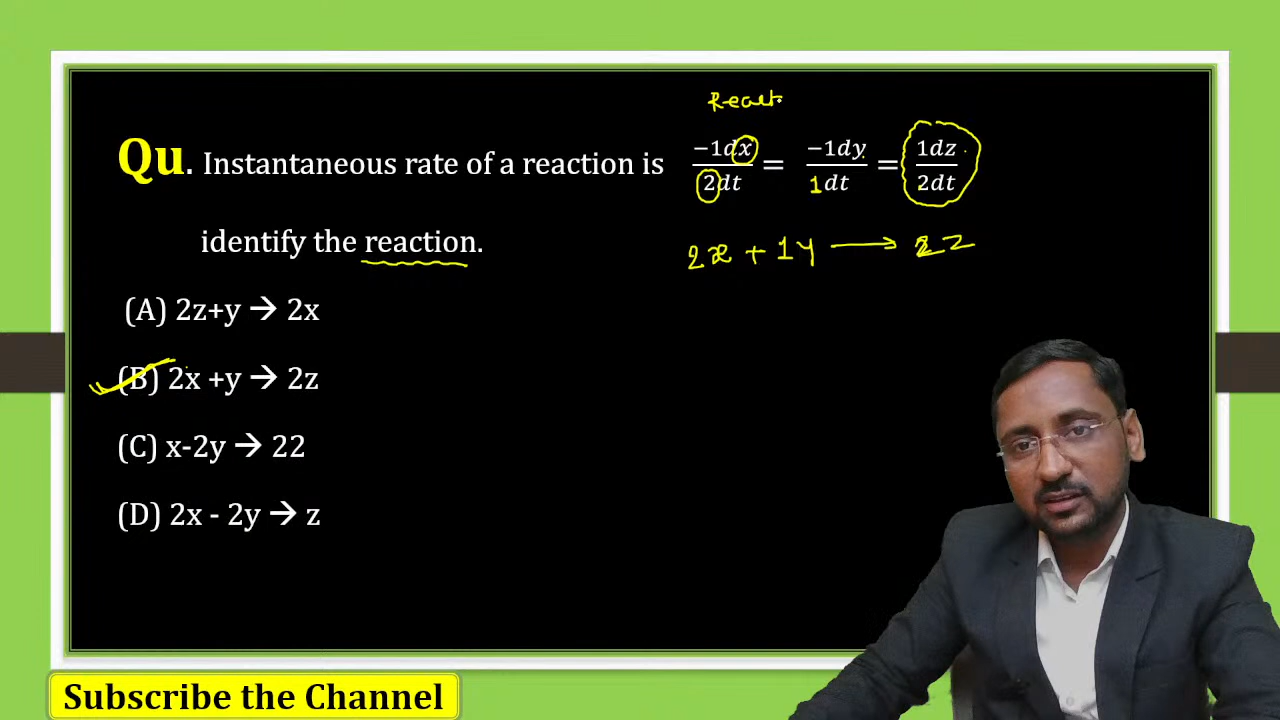 React.
Qu. Instantaneous rate of a reaction is −1dx/2dt = −1dy/1dt = 1dz/2dt
identify the reaction.
2x + 1y → 2z
(A) 2z+y → 2x
(B) 2x +y → 2z
(C) x-2y → 22
(D) 2x - 2y → z
Subscribe the Channel